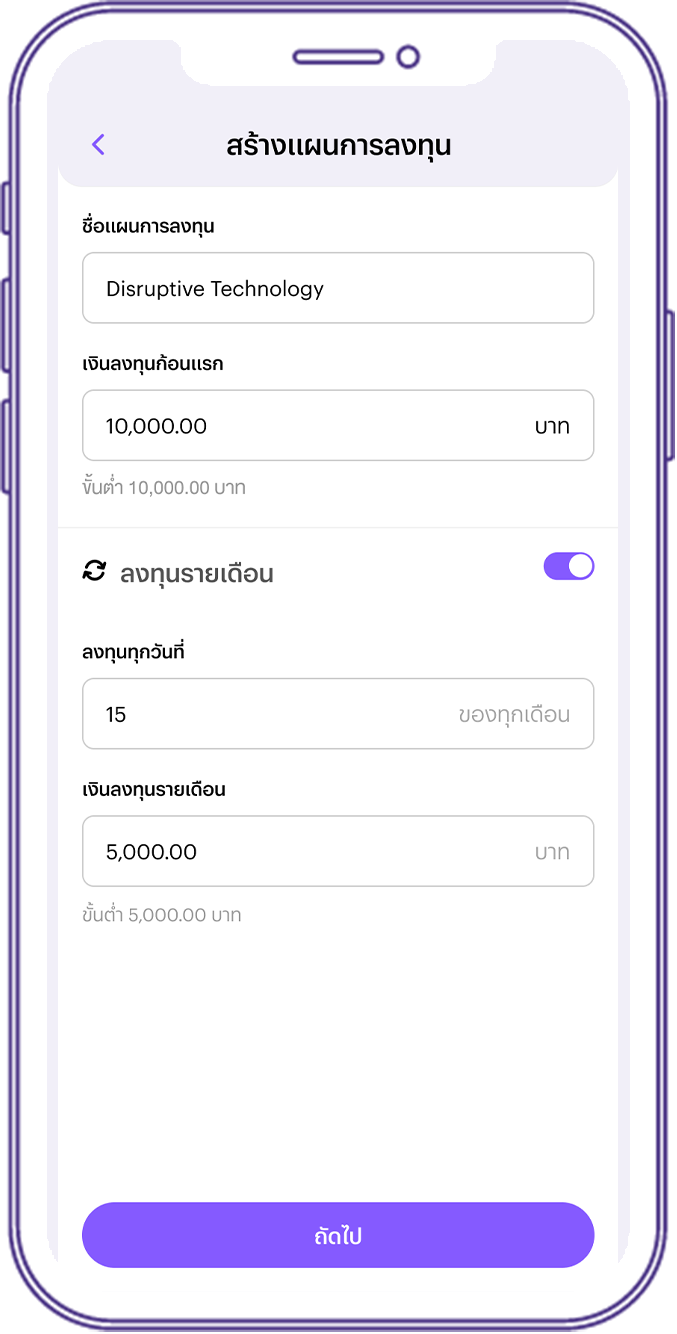 สร้างแผนการลงทุน
ชื่อแผนการลงทุน
Disruptive Technology
เงินลงทุนก้อนแรก
10,000.00 บาท
ขั้นต่ำ 10,000.00 บาท
ลงทุนรายเดือน
ลงทุนทุกวันที่
15 ของทุกเดือน
เงินลงทุนรายเดือน
5,000.00 บาท
ขั้นต่ำ 5,000.00 บาท
ถัดไป